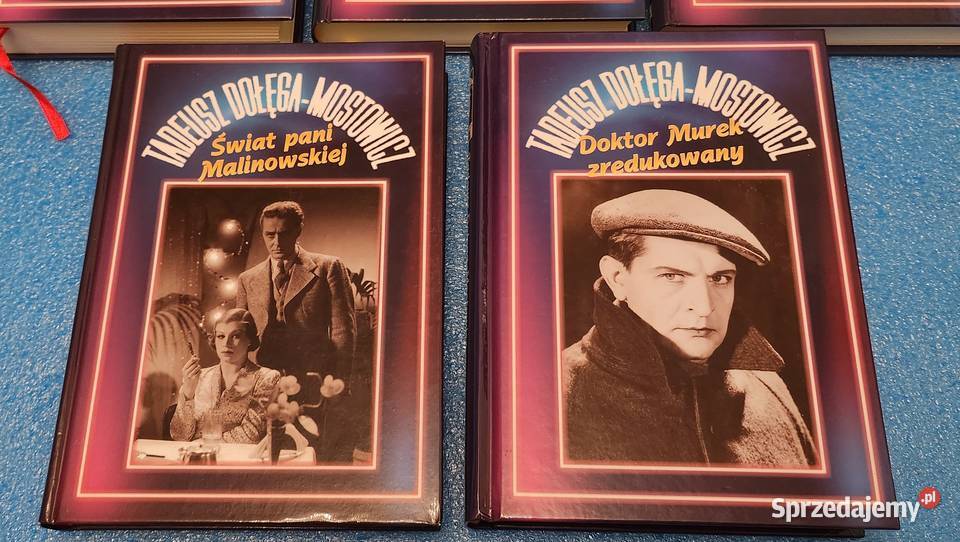 TADEUSZ DOŁĘGA-MOSTOWICZ
Świat pani
Malinowskiej
TADEUSZ DOŁĘGA-MOSTOWICZ
Doktor Murek
zredukowany
Sprzedajemy.pl